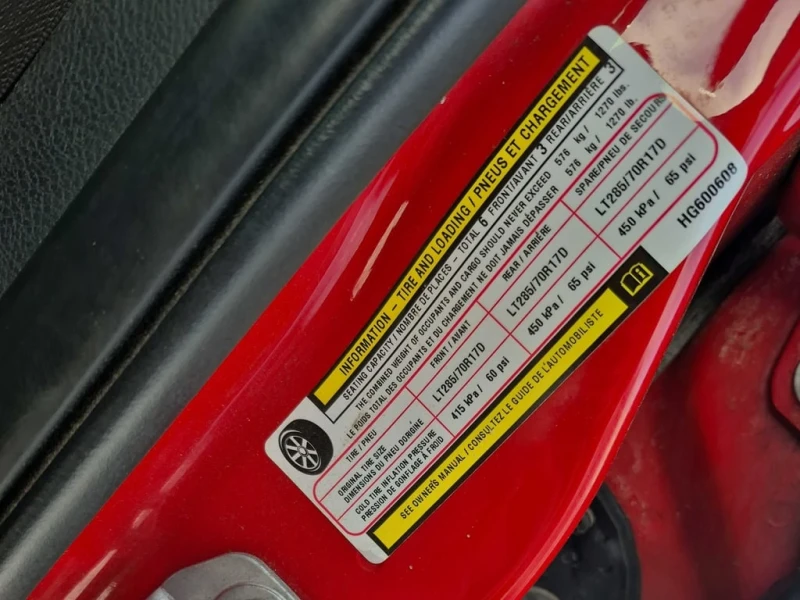 INFORMATION – TIRE AND LOADING / PNEUS ET CHARGEMENT
SEATING CAPACITY / NOMBRE DE PLACES – TOTAL 6 FRONT/AVANT 3 REAR/ARRIÈRE 3
THE COMBINED WEIGHT OF OCCUPANTS AND CARGO SHOULD NEVER EXCEED 576 kg / 1270 lbs.
LE POIDS TOTAL DES OCCUPANTS ET DU CHARGEMENT NE DOIT JAMAIS DÉPASSER 576 kg / 1270 lb.
TIRE / PNEU FRONT / AVANT REAR / ARRIÈRE SPARE/PNEU DE SECOURS
ORIGINAL TIRE SIZE
DIMENSIONS DU PNEU DORIGINE
LT285/70R17D LT285/70R17D LT285/70R17D
COLD TIRE INFLATION PRESSURE
PRESSION DE GONFLAGE À FROID
415 kPa / 60 psi 450 kPa / 65 psi 450 kPa / 65 psi
SEE OWNER'S MANUAL / CONSULTEZ LE GUIDE DE L'AUTOMOBILISTE
HG600608